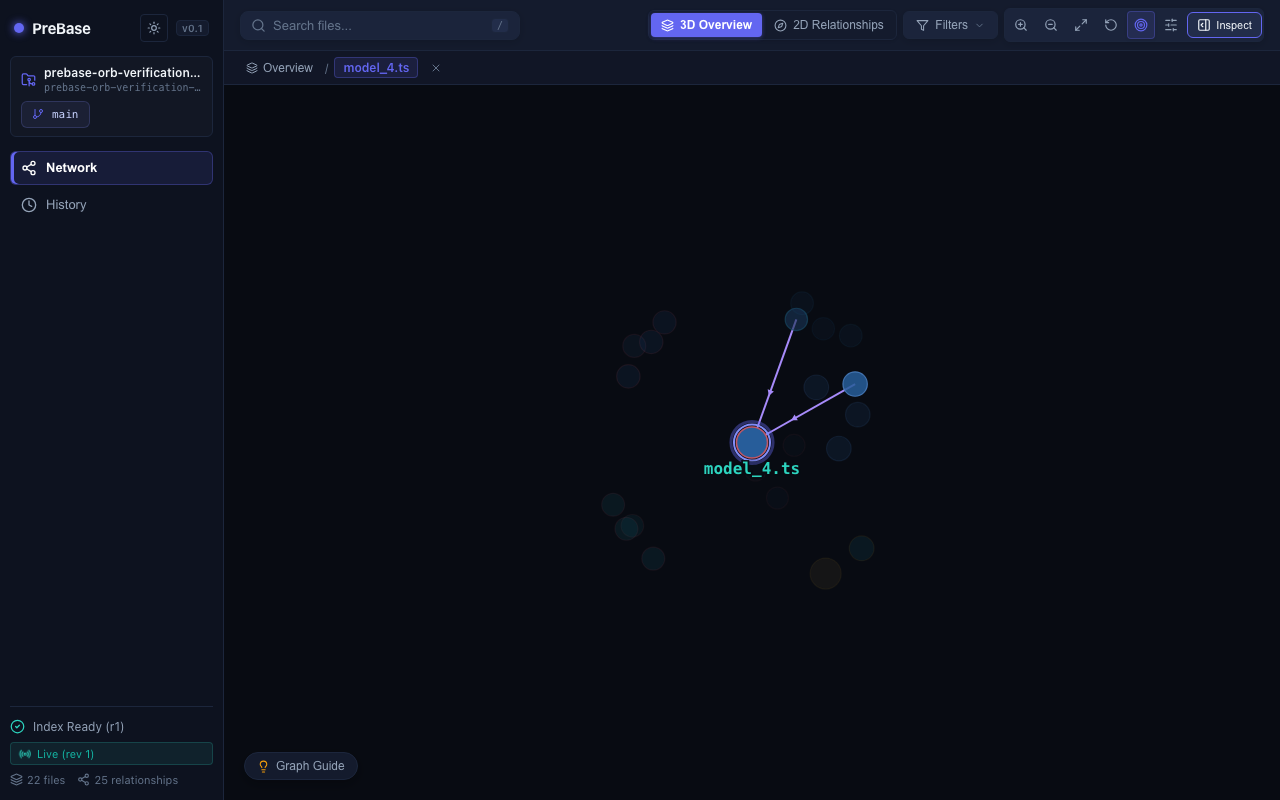 PreBase
v0.1
prebase-orb-verification...
prebase-orb-verification-…
main
Network
History
Index Ready (r1)
Live (rev 1)
22 files
25 relationships
Search files...
/
3D Overview
2D Relationships
Filters
Inspect
Overview
/
model_4.ts
model_4.ts
Graph Guide